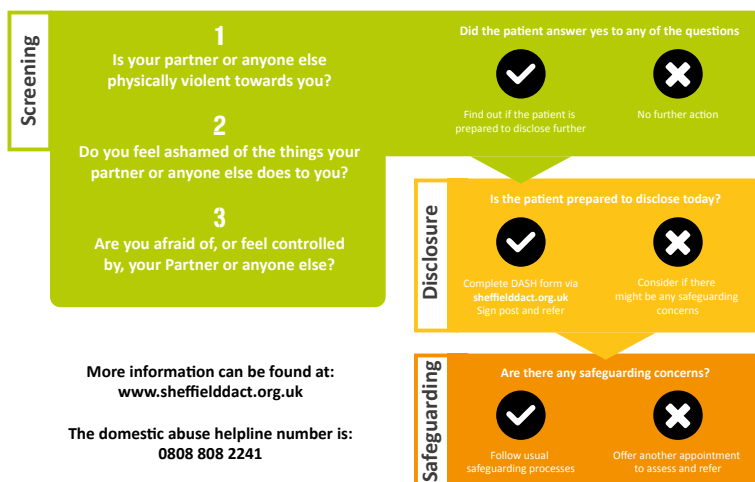 Screening
1
Is your partner or anyone else
physically violent towards you?
2
Do you feel ashamed of the things your
partner or anyone else does to you?
3
Are you afraid of, or feel controlled
by, your Partner or anyone else?
Did the patient answer yes to any of the questions
Find out if the patient is
prepared to disclose further
No further action
Disclosure
Is the patient prepared to disclose today?
Complete DASH form via
sheffielddact.org.uk
Sign post and refer
Consider if there
might be any safeguarding
concerns
Safeguarding
Are there any safeguarding concerns?
Follow usual
safeguarding processes
Offer another appointment
to assess and refer
More information can be found at:
www.sheffielddact.org.uk
The domestic abuse helpline number is:
0808 808 2241